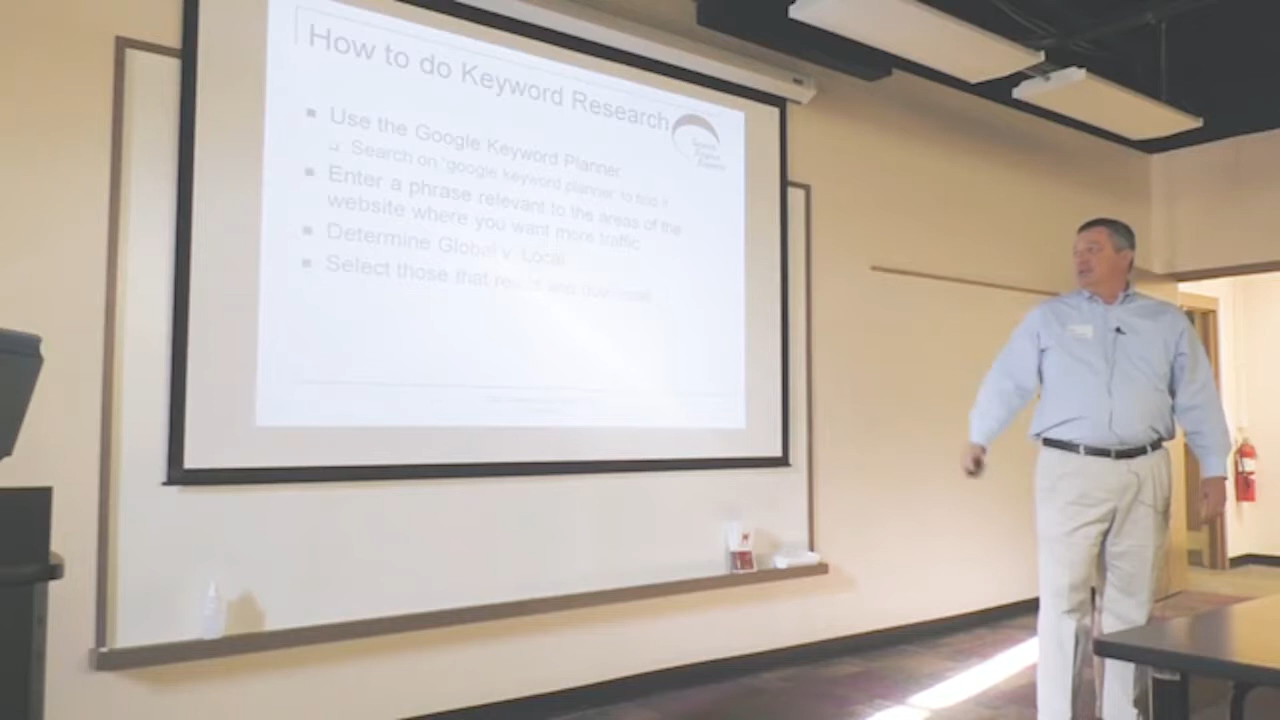 How to do Keyword Research
Use the Google Keyword Planner
Search on 'google keyword planner' to find it
Enter a phrase relevant to the areas of the
website where you want more traffic
Determine Global v. Local
Select those that